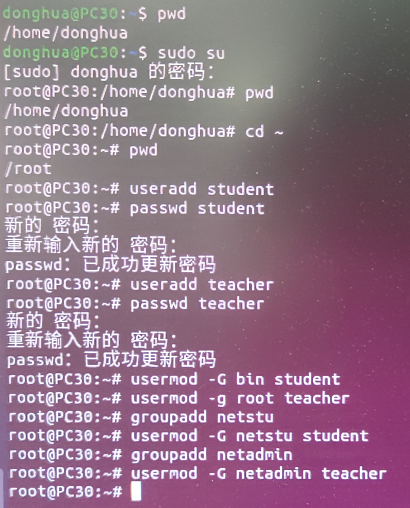 donghua@PC30:~$ pwd
/home/donghua
donghua@PC30:~$ sudo su
[sudo] donghua 的密码：
root@PC30:/home/donghua# pwd
/home/donghua
root@PC30:/home/donghua# cd ~
root@PC30:~# pwd
/root
root@PC30:~# useradd student
root@PC30:~# passwd student
新的 密码：
重新输入新的 密码：
passwd：已成功更新密码
root@PC30:~# useradd teacher
root@PC30:~# passwd teacher
新的 密码：
重新输入新的 密码：
passwd：已成功更新密码
root@PC30:~# usermod -G bin student
root@PC30:~# usermod -g root teacher
root@PC30:~# groupadd netstu
root@PC30:~# usermod -G netstu student
root@PC30:~# groupadd netadmin
root@PC30:~# usermod -G netadmin teacher
root@PC30:~#